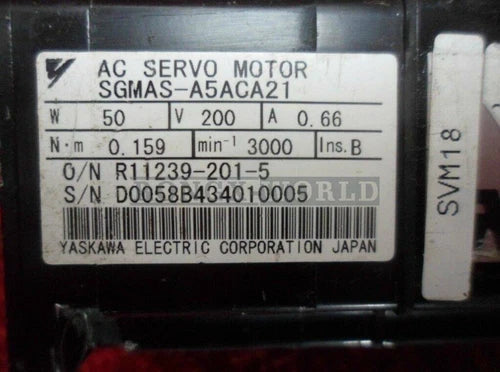 AC SERVO MOTOR
SGMAS-A5ACA21
W 50 V 200 A 0.66
N·m 0.159 min-1 3000 Ins. B
O/N R11239-201-5
S/N D0058B434010005
YASKAWA ELECTRIC CORPORATION JAPAN
SVM18